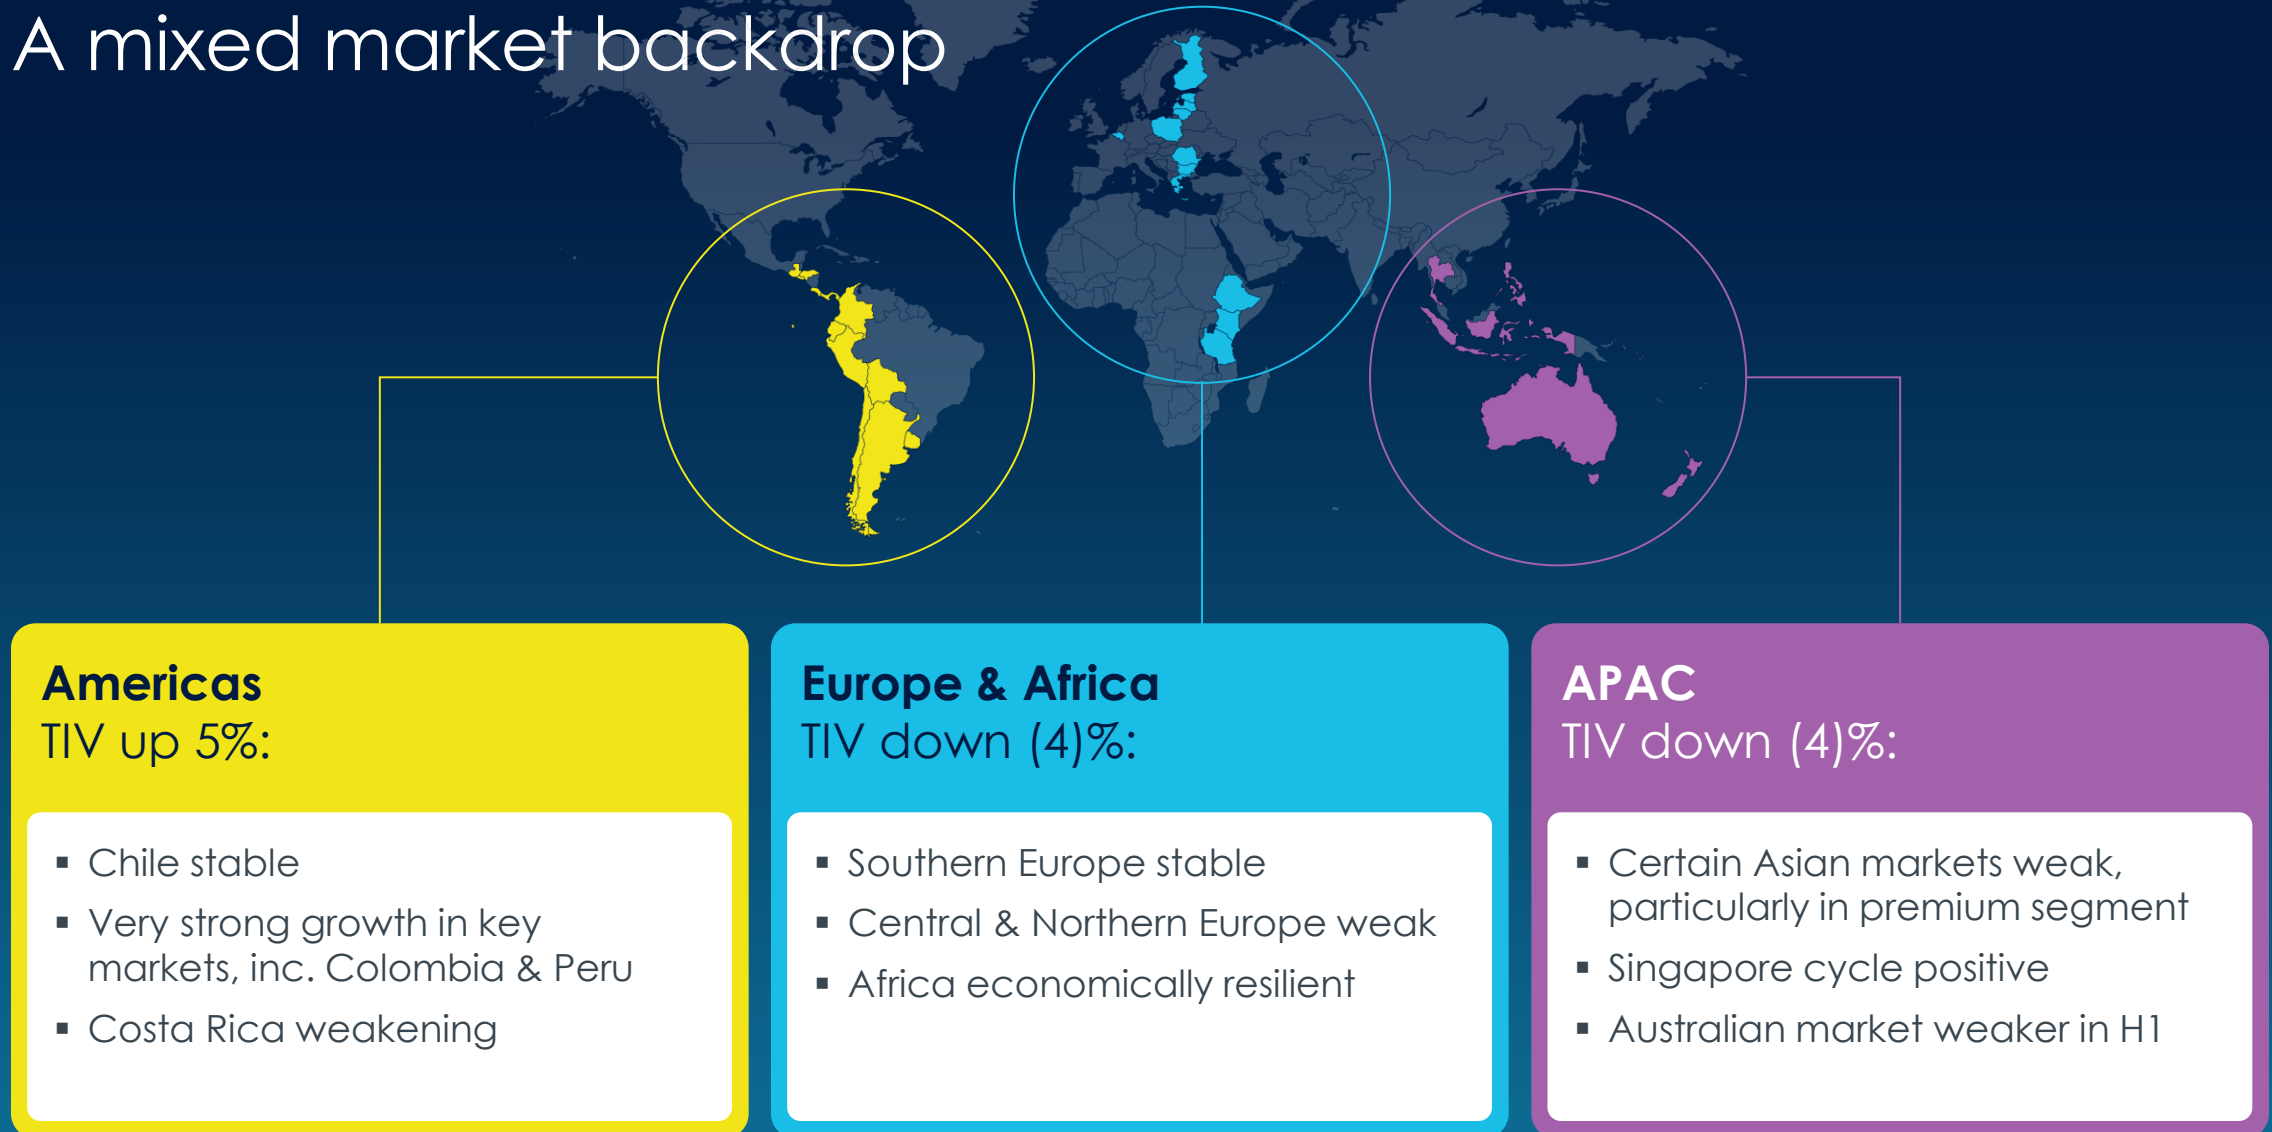 A mixed market backdrop
Americas
TIV up 5%:
▪ Chile stable
▪ Very strong growth in key
markets, inc. Colombia & Peru
▪ Costa Rica weakening
Europe & Africa
TIV down (4)%:
▪ Southern Europe stable
▪ Central & Northern Europe weak
▪ Africa economically resilient
APAC
TIV down (4)%:
▪ Certain Asian markets weak,
particularly in premium segment
▪ Singapore cycle positive
▪ Australian market weaker in H1